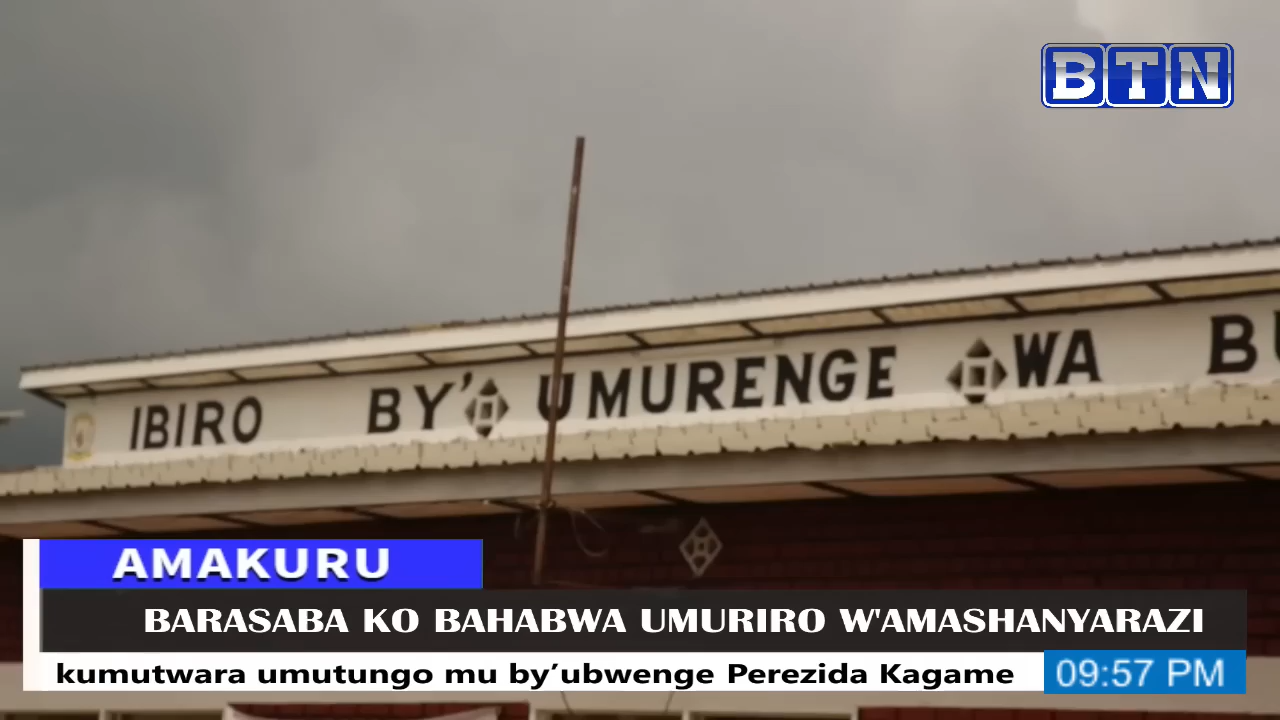 BTN
IBIRO BY' UMURENGE WA
AMAKURU
BARASABA KO BAHABWA UMURIRO W'AMASHANYARAZI
kumutwara umutungo mu by’ubwenge Perezida Kagame
09:57 PM